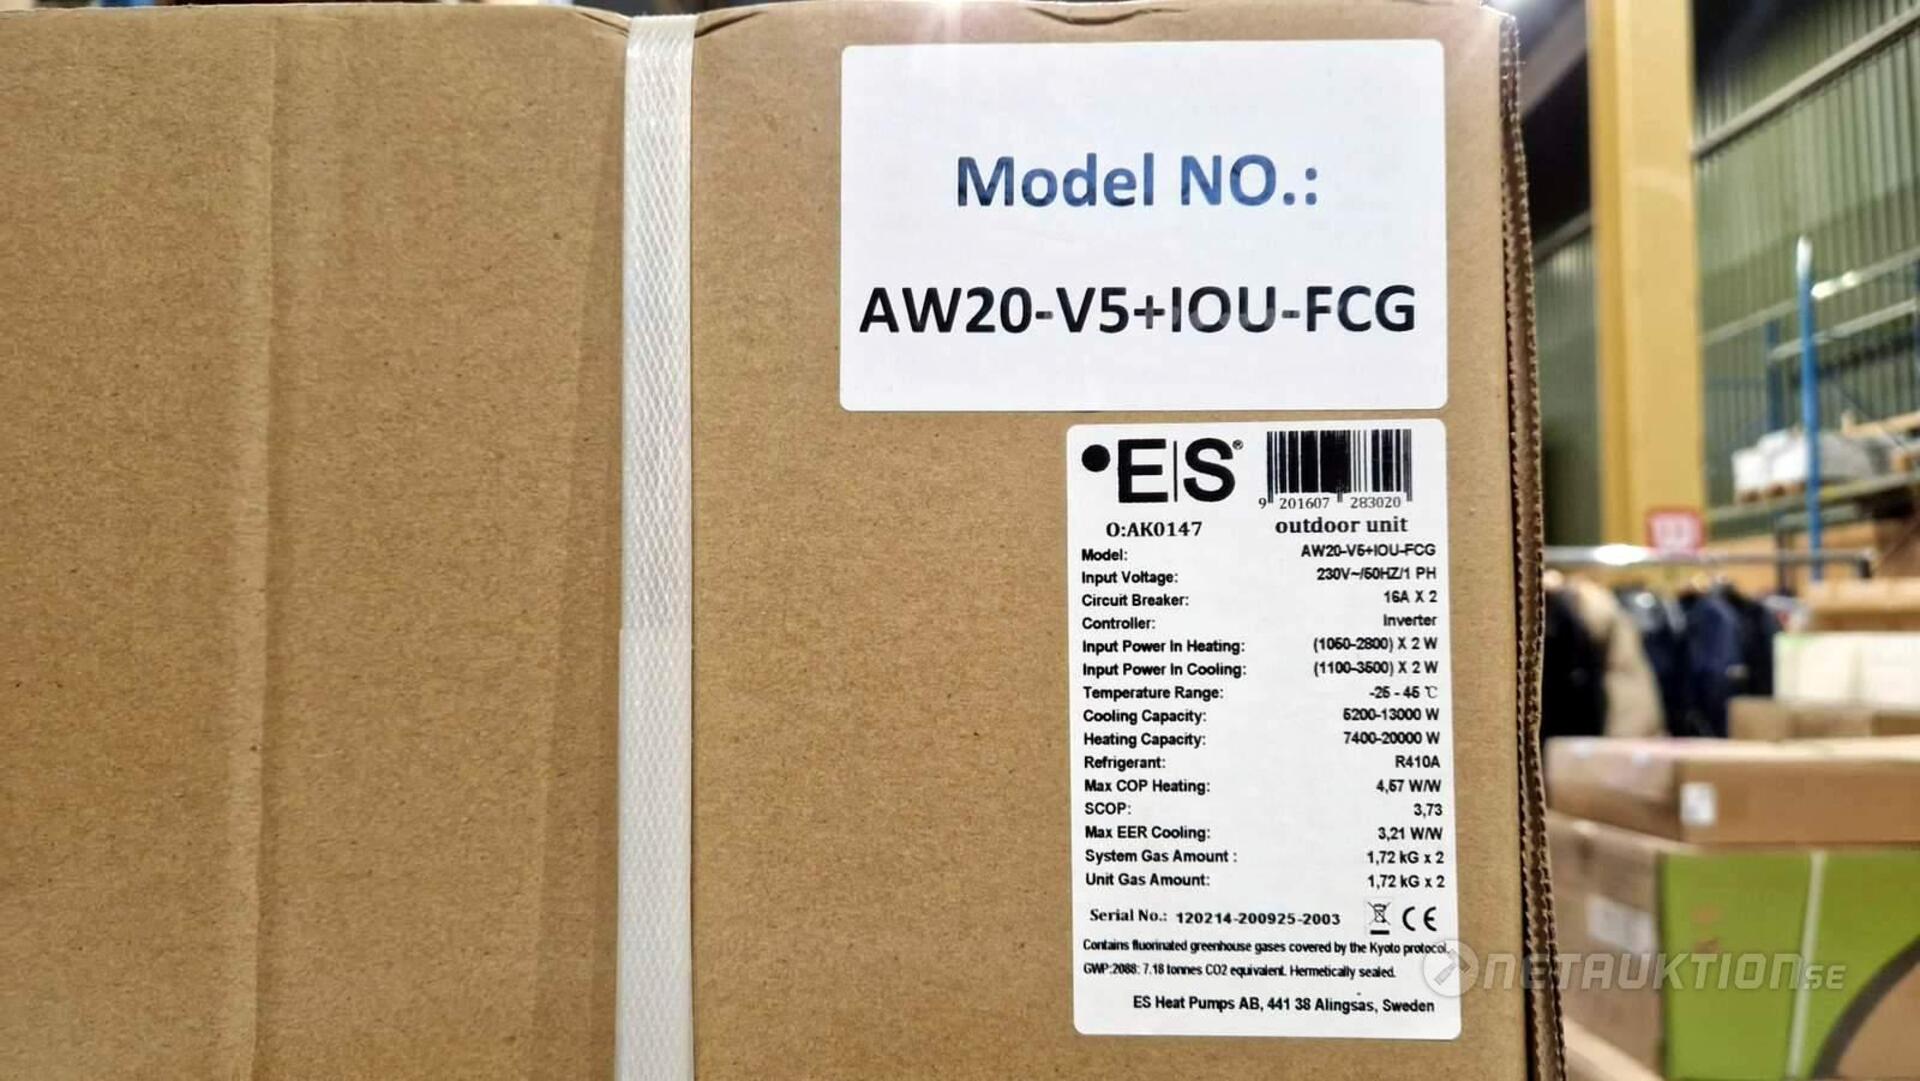 Model NO.:
AW20-V5+IOU-FCG
E|S®
9 201607 283020
O:AK0147 outdoor unit
Model: AW20-V5+IOU-FCG
Input Voltage: 230V~/50HZ/1 PH
Circuit Breaker: 16A X 2
Controller: Inverter
Input Power In Heating: (1050-2800) X 2 W
Input Power In Cooling: (1100-3500) X 2 W
Temperature Range: -25 - 45 ℃
Cooling Capacity: 5200-13000 W
Heating Capacity: 7400-20000 W
Refrigerant: R410A
Max COP Heating: 4,57 W/W
SCOP: 3,73
Max EER Cooling: 3,21 W/W
System Gas Amount : 1,72 kG x 2
Unit Gas Amount: 1,72 kG x 2
Serial No.: 120214-200925-2003 CE
Contains fluorinated greenhouse gases covered by the Kyoto protocol.
GWP:2088: 7.18 tonnes CO2 equivalent. Hermetically sealed.
ES Heat Pumps AB, 441 38 Alingsas, Sweden
NETAUKTION.SE